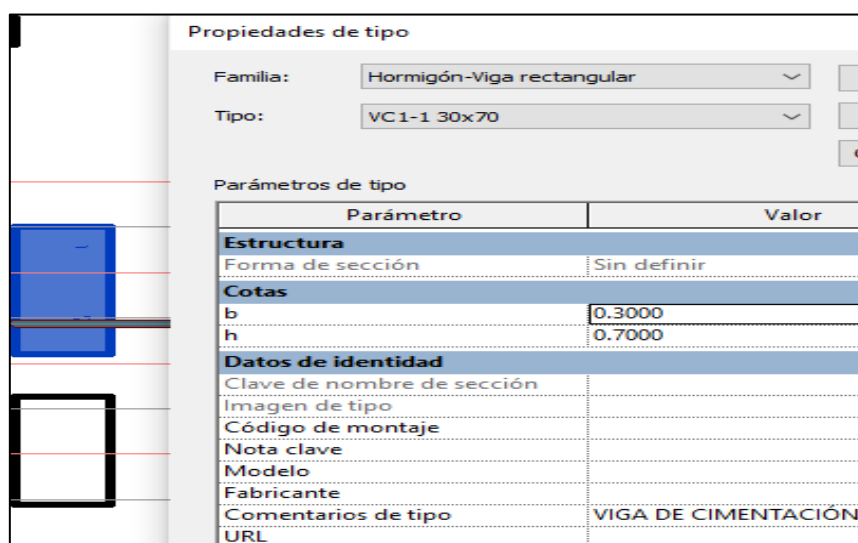 Propiedades de tipo
Familia: Hormigón-Viga rectangular
Tipo: VC1-1 30x70
Parámetros de tipo
Parámetro Valor
Estructura
Forma de sección Sin definir
Cotas
b 0.3000
h 0.7000
Datos de identidad
Clave de nombre de sección
Imagen de tipo
Código de montaje
Nota clave
Modelo
Fabricante
Comentarios de tipo VIGA DE CIMENTACIÓN
URL